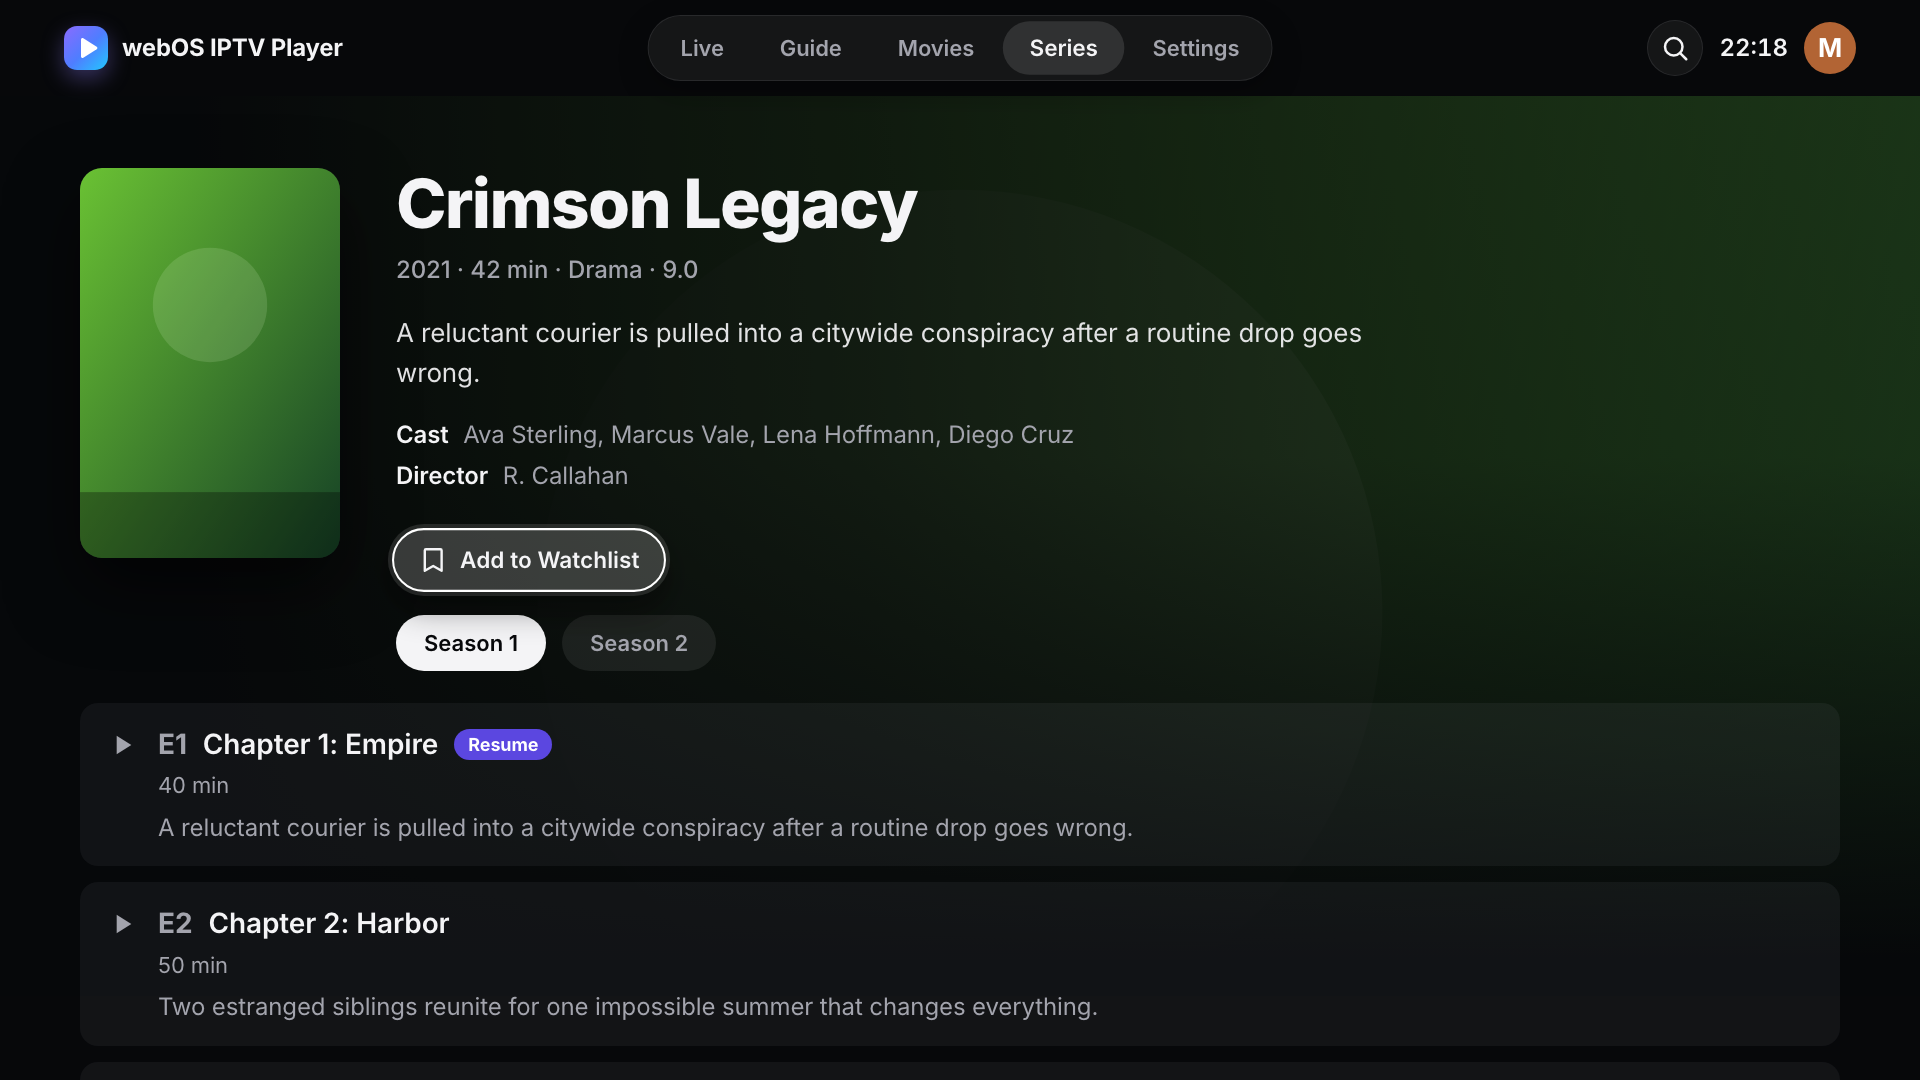 webOS IPTV Player
Live
Guide
Movies
Series
Settings
22:18
M
Crimson Legacy
2021 · 42 min · Drama · 9.0
A reluctant courier is pulled into a citywide conspiracy after a routine drop goes
wrong.
Cast Ava Sterling, Marcus Vale, Lena Hoffmann, Diego Cruz
Director R. Callahan
Add to Watchlist
Season 1
Season 2
E1 Chapter 1: Empire Resume
40 min
A reluctant courier is pulled into a citywide conspiracy after a routine drop goes wrong.
E2 Chapter 2: Harbor
50 min
Two estranged siblings reunite for one impossible summer that changes everything.